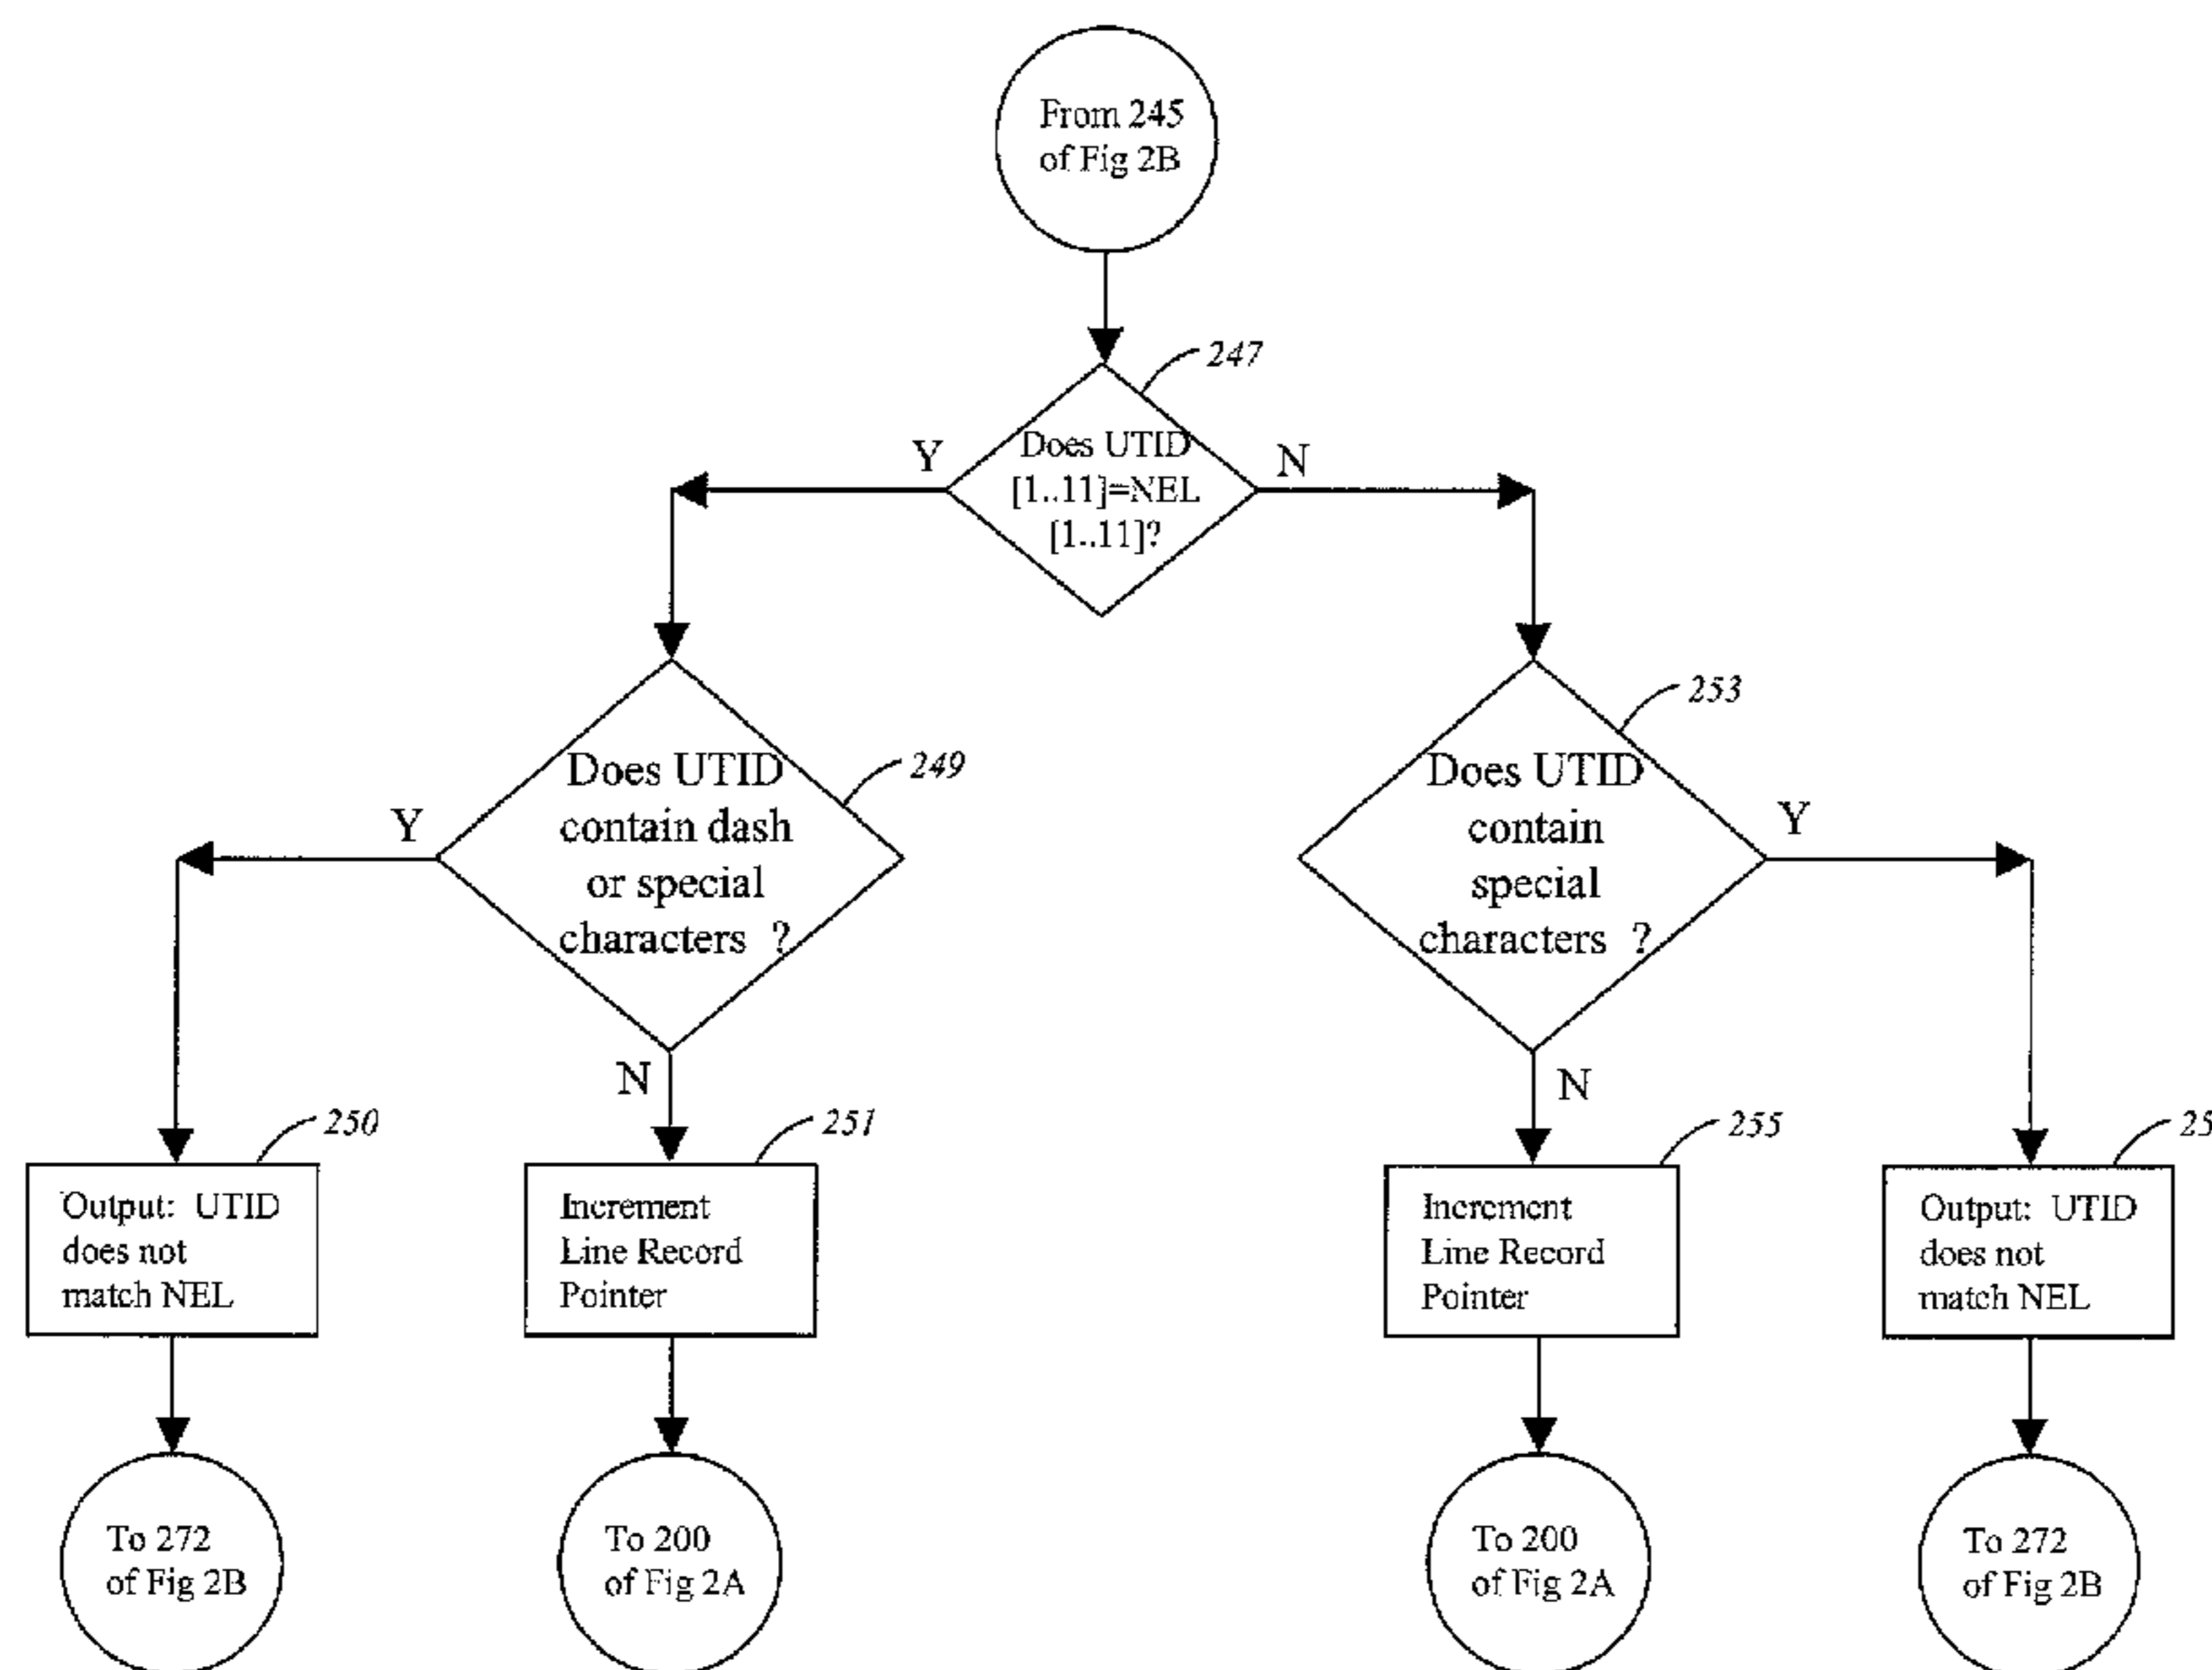 From 245
of Fig 2B
247
Does UTID
[1..11]=NEL
[1..11]?
Y
N
249
Does UTID
contain dash
or special
characters ?
Y
N
253
Does UTID
contain
special
characters ?
Y
N
250
Output: UTID
does not
match NEL
251
Increment
Line Record
Pointer
255
Increment
Line Record
Pointer
Output: UTID
does not
match NEL
To 272
of Fig 2B
To 200
of Fig 2A
To 200
of Fig 2A
To 272
of Fig 2B